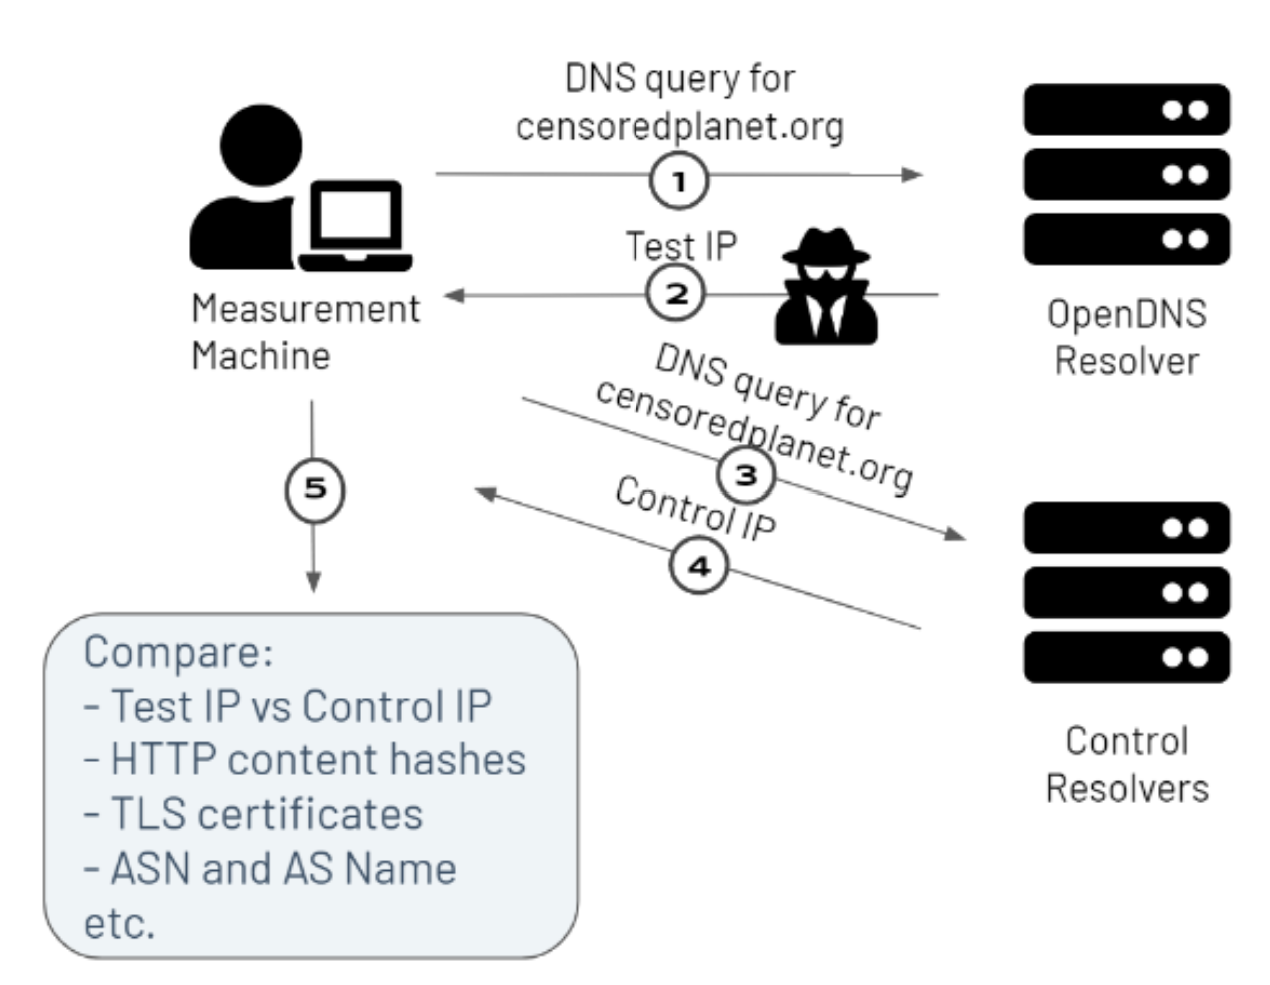 DNS query for
censoredplanet.org
1
Test IP
2
Measurement
Machine
OpenDNS
Resolver
DNS query for
censoredplanet.org
3
Control IP
4
5
Control
Resolvers
Compare:
- Test IP vs Control IP
- HTTP content hashes
- TLS certificates
- ASN and AS Name
etc.